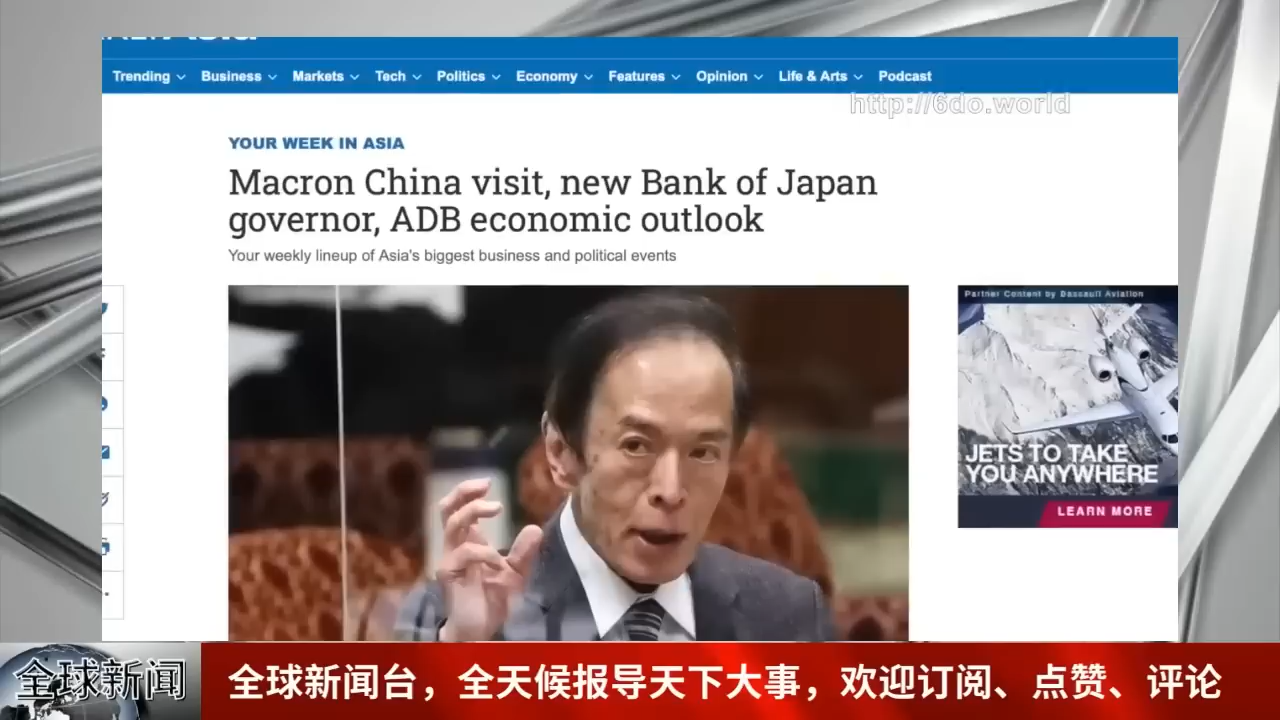 Trending Business Markets Tech Politics Economy Features Opinion Life & Arts Podcast
http://6do.world
YOUR WEEK IN ASIA
Macron China visit, new Bank of Japan
governor, ADB economic outlook
Your weekly lineup of Asia's biggest business and political events
Partner Content by Dassault Aviation
JETS TO TAKE
YOU ANYWHERE
LEARN MORE
全球新闻
全球新闻台，全天候报导天下大事，欢迎订阅、点赞、评论